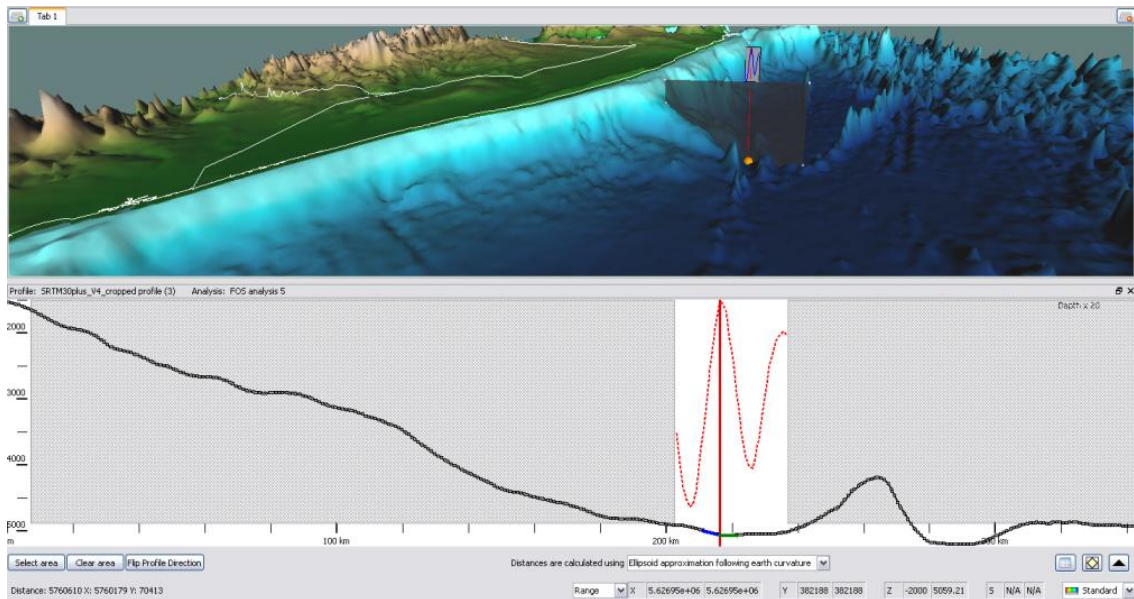 Tab 1
Profile: SRTM30plus_V4_cropped profile (3) Analysis: FOS analysis 5
Depth x 20
2000
3000
4000
5000
m 100 km 200 km
Select area Clear area Flip Profile Direction Distances are calculated using Ellipsoid approximation following earth curvature
Distance: 5760610 X: 5760179 Y: 70413 Range X 5.62695e+06 5.62695e+06 Y 382188 382188 Z -2000 5059.21 S N/A N/A Standard